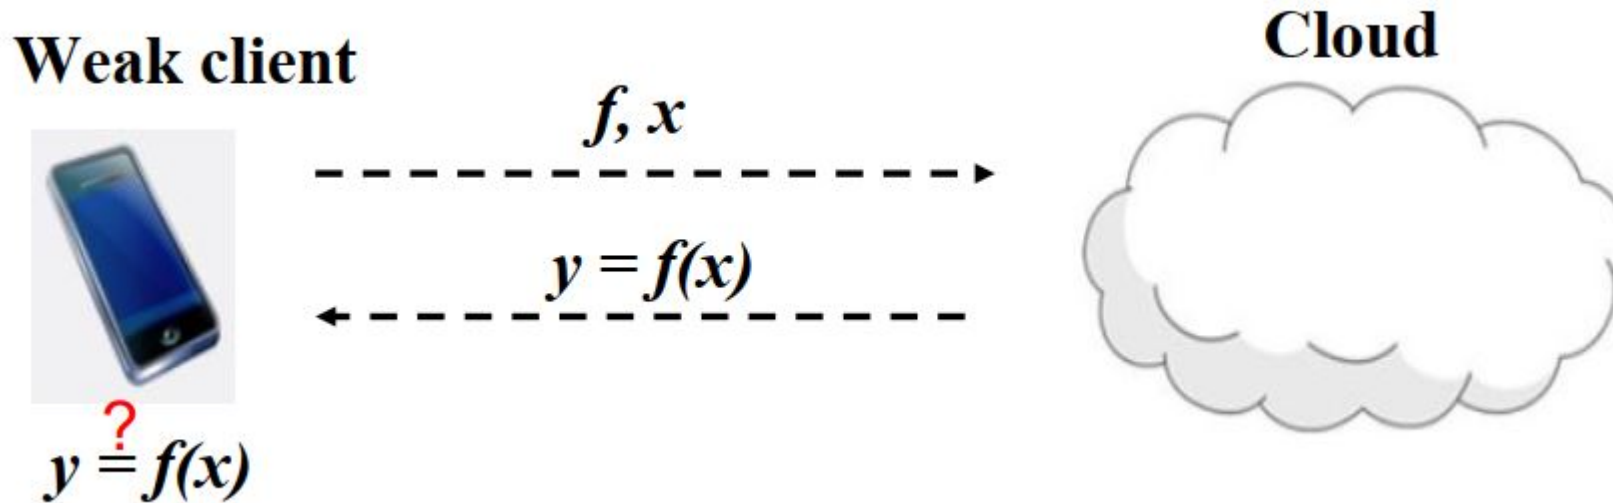 Weak client
Cloud
f, x
y = f(x)
?
y = f(x)